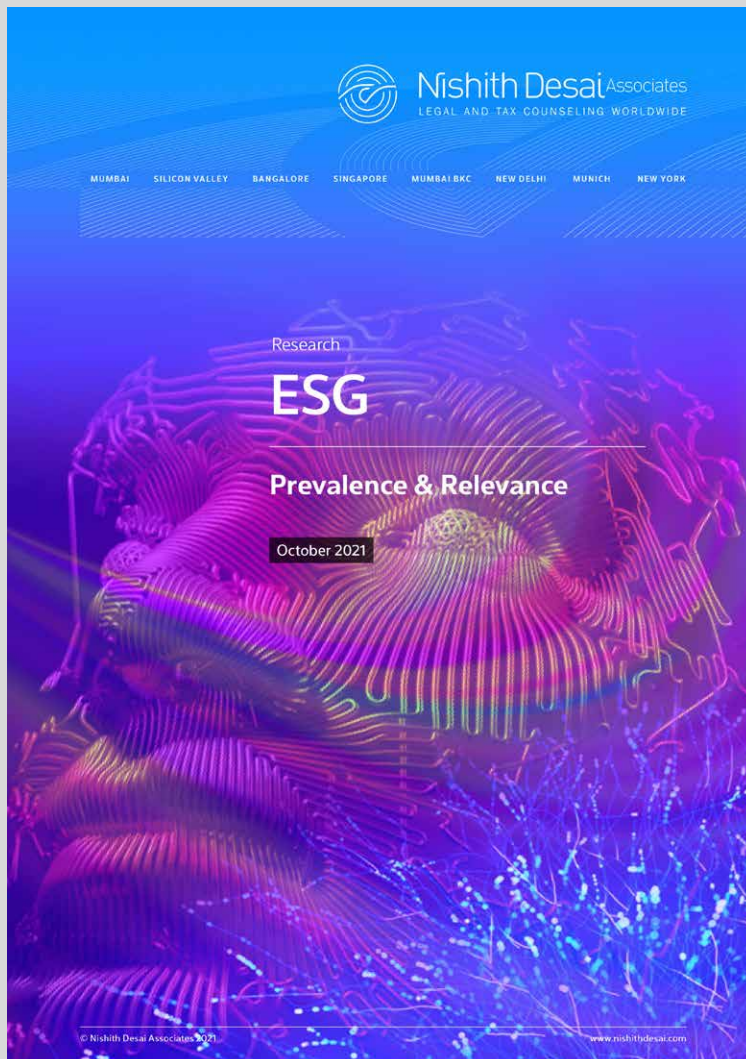 Nishith Desai Associates
LEGAL AND TAX COUNSELING WORLDWIDE
MUMBAI SILICON VALLEY BANGALORE SINGAPORE MUMBAI BKC NEW DELHI MUNICH NEW YORK
Research
ESG
Prevalence & Relevance
October 2021
© Nishith Desai Associates 2021 www.nishithdesai.com